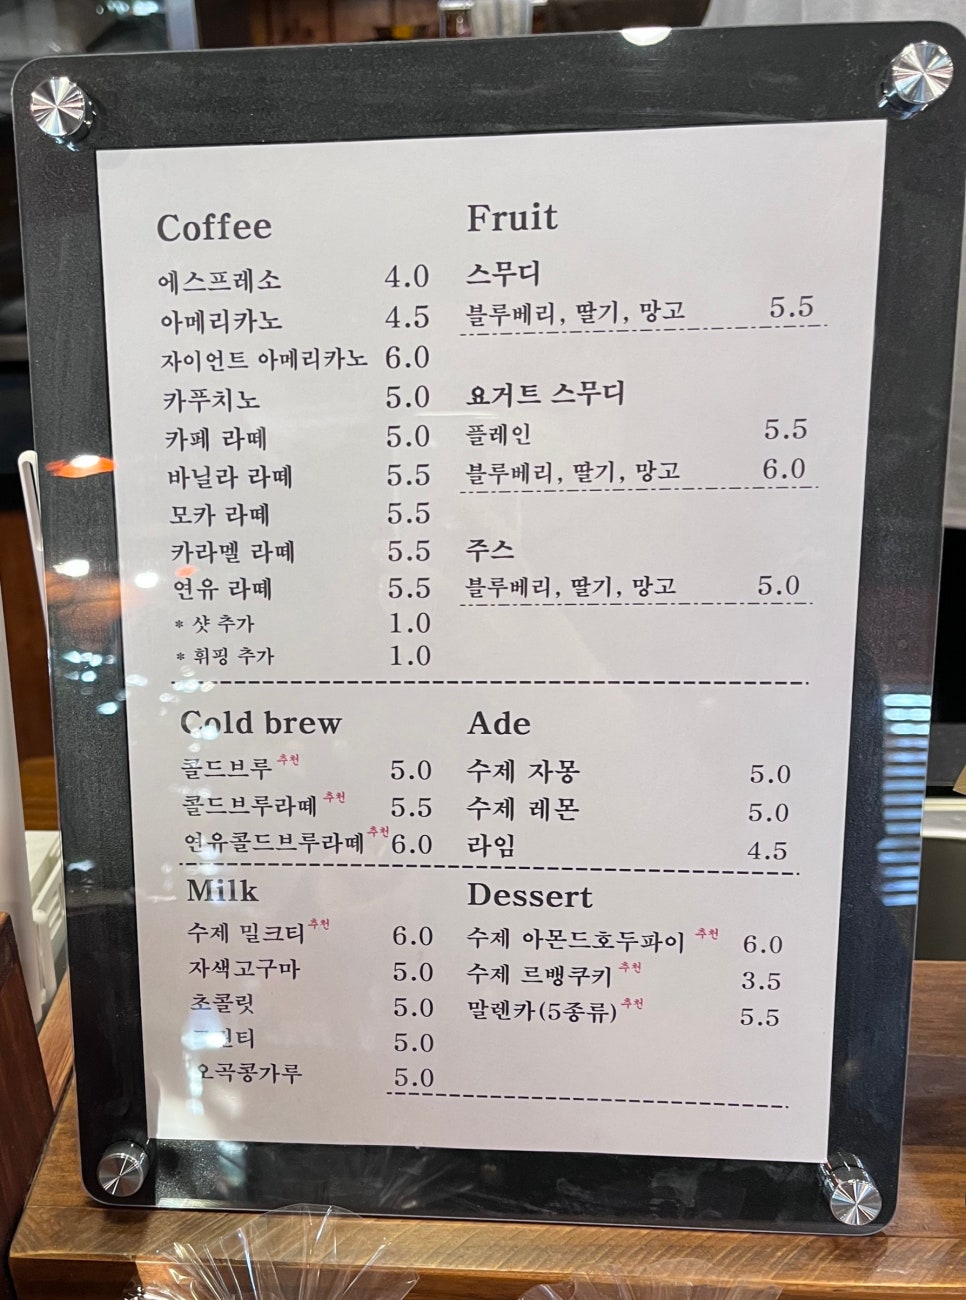 Coffee
에스프레소 4.0
아메리카노 4.5
자이언트 아메리카노 6.0
카푸치노 5.0
카페 라떼 5.0
바닐라 라떼 5.5
모카 라떼 5.5
카라멜 라떼 5.5
연유 라떼 5.5
* 샷 추가 1.0
* 휘핑 추가 1.0
Fruit
스무디
블루베리, 딸기, 망고 5.5
요거트 스무디
플레인 5.5
블루베리, 딸기, 망고 6.0
주스
블루베리, 딸기, 망고 5.0
Cold brew
콜드브루 추천 5.0
콜드브루라떼 추천 5.5
연유콜드브루라떼 추천 6.0
Ade
수제 자몽 5.0
수제 레몬 5.0
라임 4.5
Milk
수제 밀크티 추천 6.0
자색고구마 5.0
초콜릿 5.0
5.0
오곡콩가루 5.0
Dessert
수제 아몬드호두파이 추천 6.0
수제 르뱅쿠키 추천 3.5
말렌카(5종류) 추천 5.5